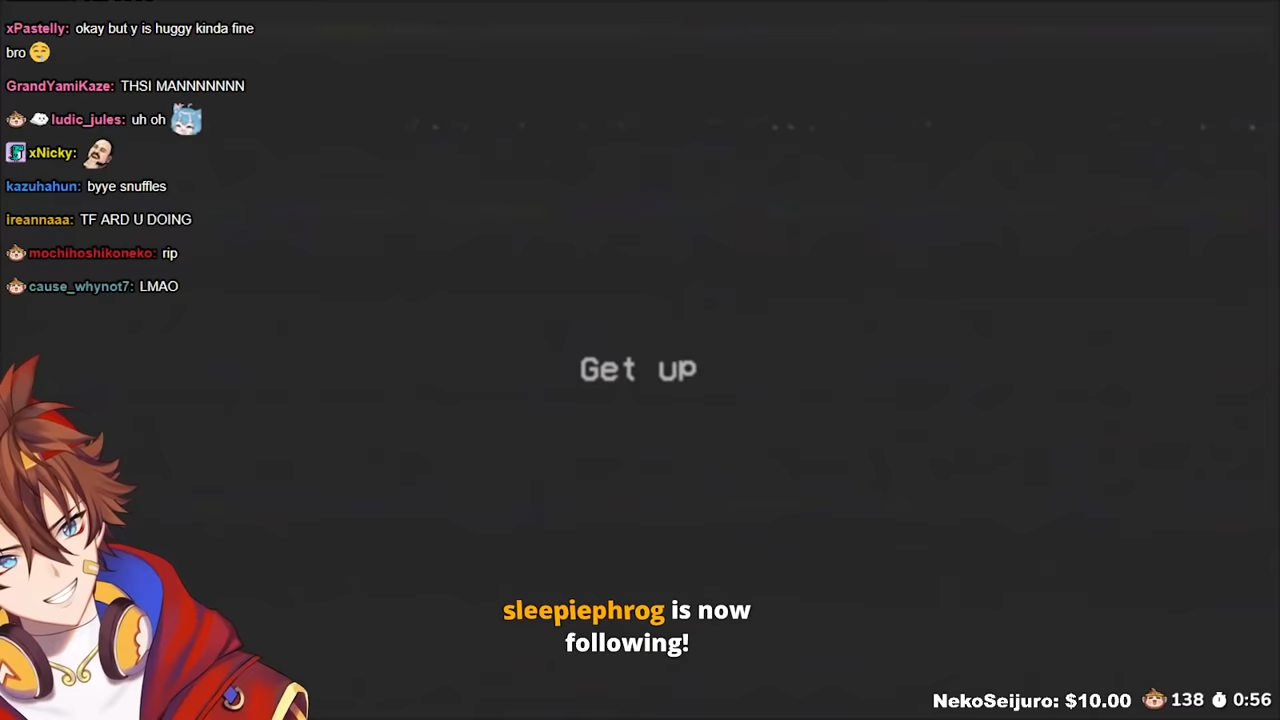 xPastelly: okay but y is huggy kinda fine
bro
GrandYamiKaze: THSI MANNNNNNN
ludic_jules: uh oh
xNicky:
kazuhahun: byye snuffles
ireannaaa: TF ARD U DOING
mochihoshikoneko: rip
cause_whynot7: LMAO
Get up
sleepiephrog is now
following!
NekoSeijuro: $10.00 138 0:56